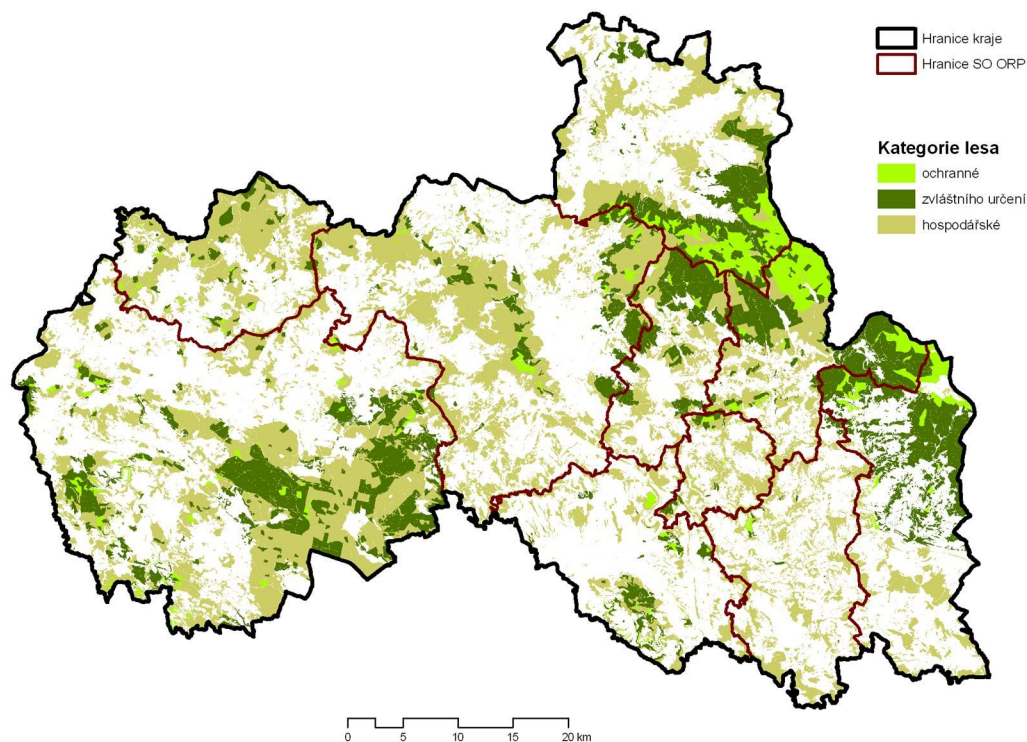 Hranice kraje
Hranice SO ORP
Kategorie lesa
ochranné
zvláštního určení
hospodářské
0 5 10 15 20 km